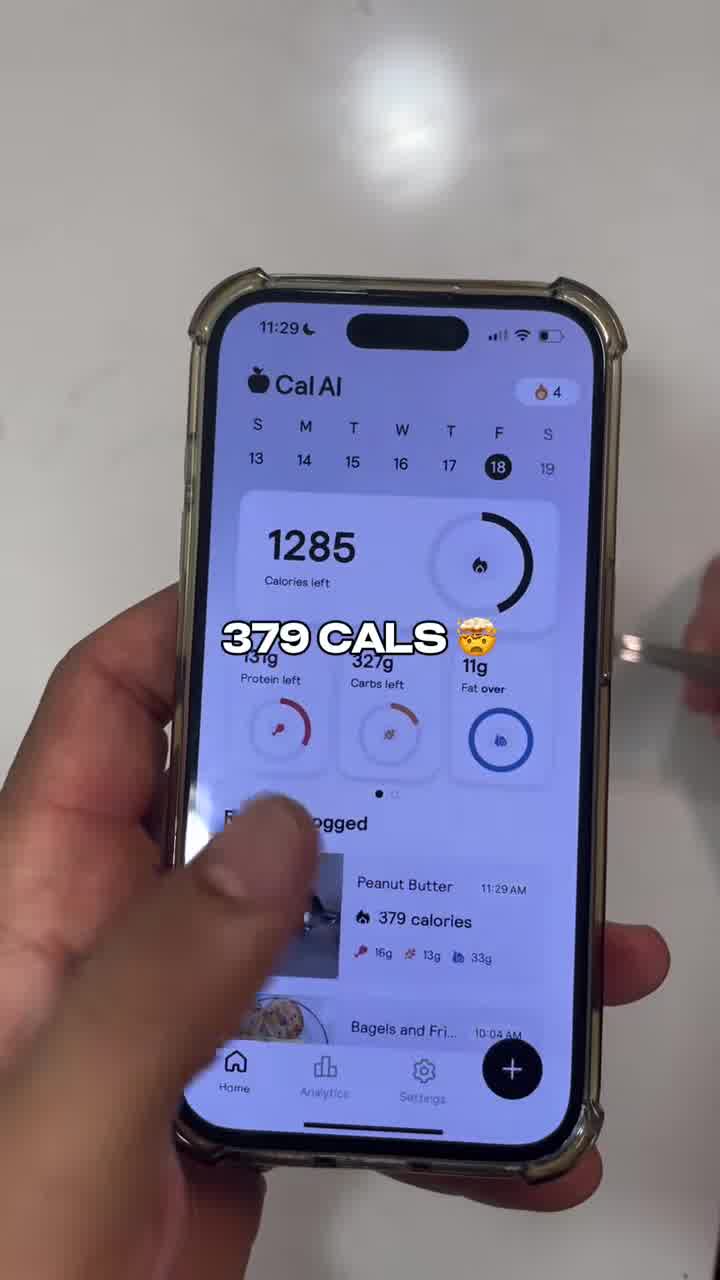 11:29
Cal AI
4
S M T W T F S
13 14 15 16 17 18 19
1285
Calories left
379 CALS 🤯
131g 327g 11g
Protein left Carbs left Fat over
ogged
Peanut Butter 11:29 AM
379 calories
16g 13g 33g
Bagels and Fri... 10:04 AM
Home Analytics Settings
+